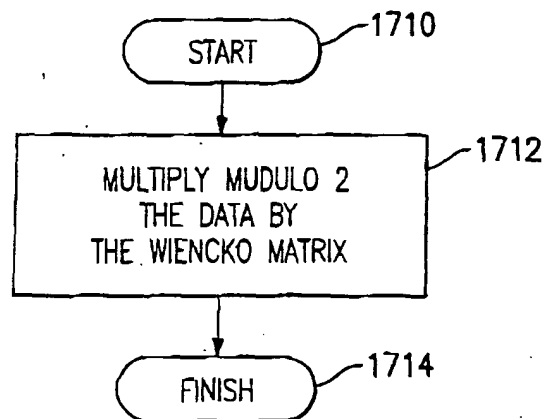 START
1710
MULTIPLY MUDULO 2
THE DATA BY
THE WIENCKO MATRIX
1712
FINISH
1714